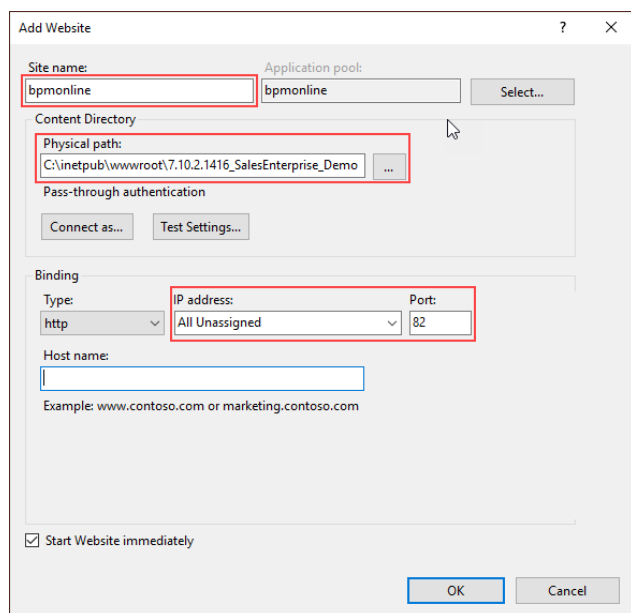 Add Website
?
Site name:
Application pool:
bpmonline
bpmonline
Select...
Content Directory
Physical path:
C:\inetpub\wwwroot\7.10.2.1416_SalesEnterprise_Demo
...
Pass-through authentication
Connect as...
Test Settings...
Binding
Type:
IP address:
Port:
http
All Unassigned
82
Host name:
Example: www.contoso.com or marketing.contoso.com
Start Website immediately
OK
Cancel